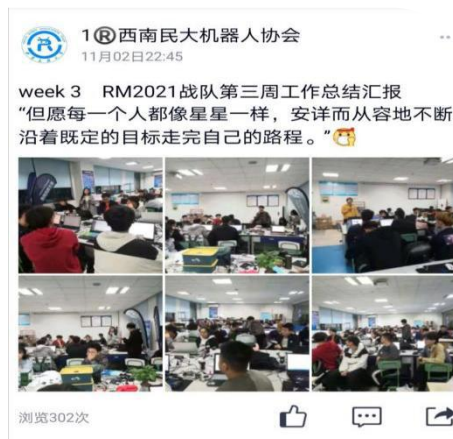 1®西南民大机器人协会
11月02日22:45
week 3 RM2021战队第三周工作总结汇报
“但愿每一个人都像星星一样，安详而从容地不断
沿着既定的目标走完自己的路程。”
浏览302次